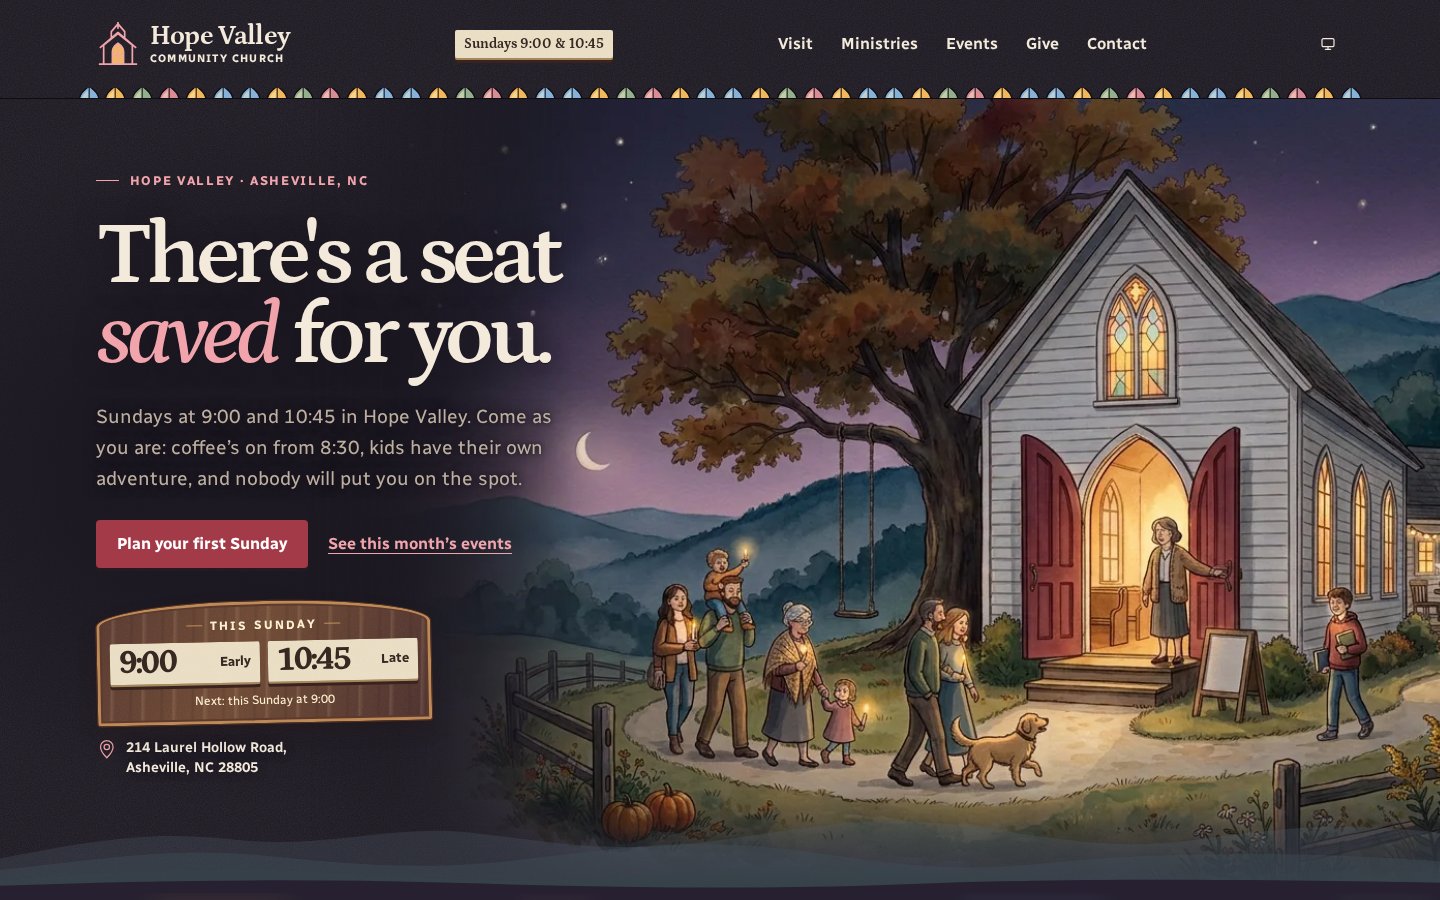 Hope Valley
COMMUNITY CHURCH
Sundays 9:00 & 10:45
Visit
Ministries
Events
Give
Contact
HOPE VALLEY · ASHEVILLE, NC
There's a seat
saved for you.
Sundays at 9:00 and 10:45 in Hope Valley. Come as
you are: coffee’s on from 8:30, kids have their own
adventure, and nobody will put you on the spot.
Plan your first Sunday
See this month’s events
THIS SUNDAY
9:00 Early
10:45 Late
Next: this Sunday at 9:00
214 Laurel Hollow Road,
Asheville, NC 28805